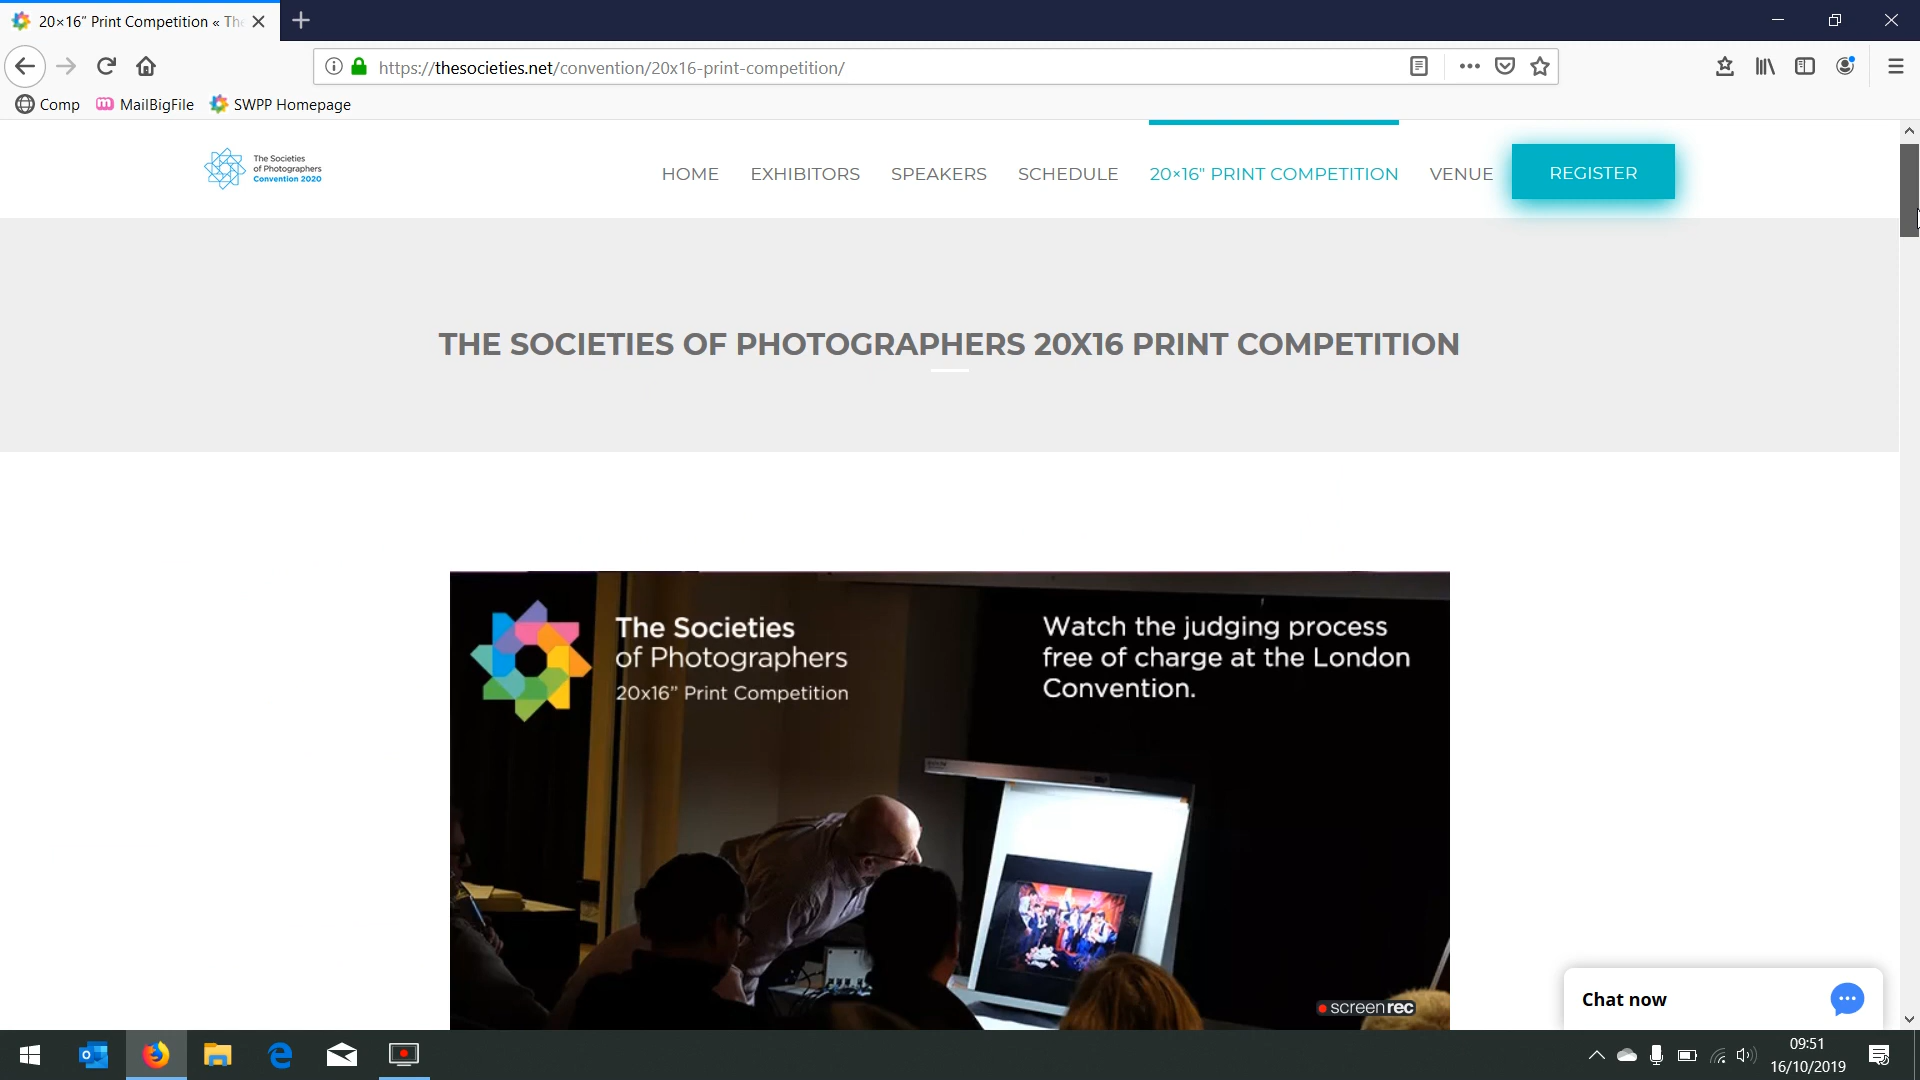 20×16” Print Competition « Th
https://thesocieties.net/convention/20x16-print-competition/
Comp
MailBigFile
SWPP Homepage
The Societies
of Photographers
Convention 2020
HOME
EXHIBITORS
SPEAKERS
SCHEDULE
20×16" PRINT COMPETITION
VENUE
REGISTER
THE SOCIETIES OF PHOTOGRAPHERS 20X16 PRINT COMPETITION
The Societies
of Photographers
20x16” Print Competition
Watch the judging process
free of charge at the London
Convention.
screenrec
Chat now
09:51
16/10/2019